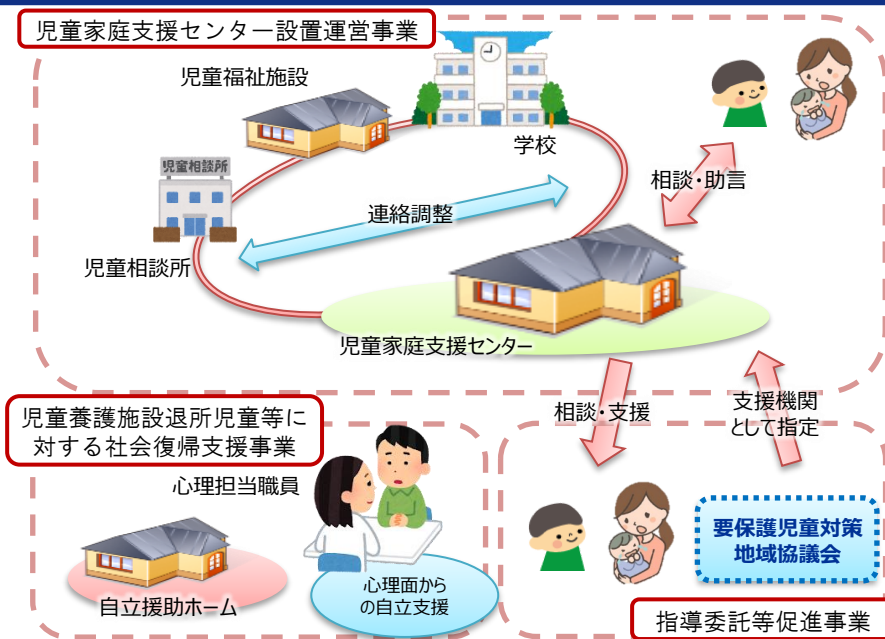 児童家庭支援センター設置運営事業
児童福祉施設
学校
児童相談所
相談・助言
連絡調整
児童相談所
児童家庭支援センター
相談・支援
支援機関
として指定
児童養護施設退所児童等に
対する社会復帰支援事業
心理担当職員
自立援助ホーム
心理面から
の自立支援
要保護児童対策
地域協議会
指導委託等促進事業